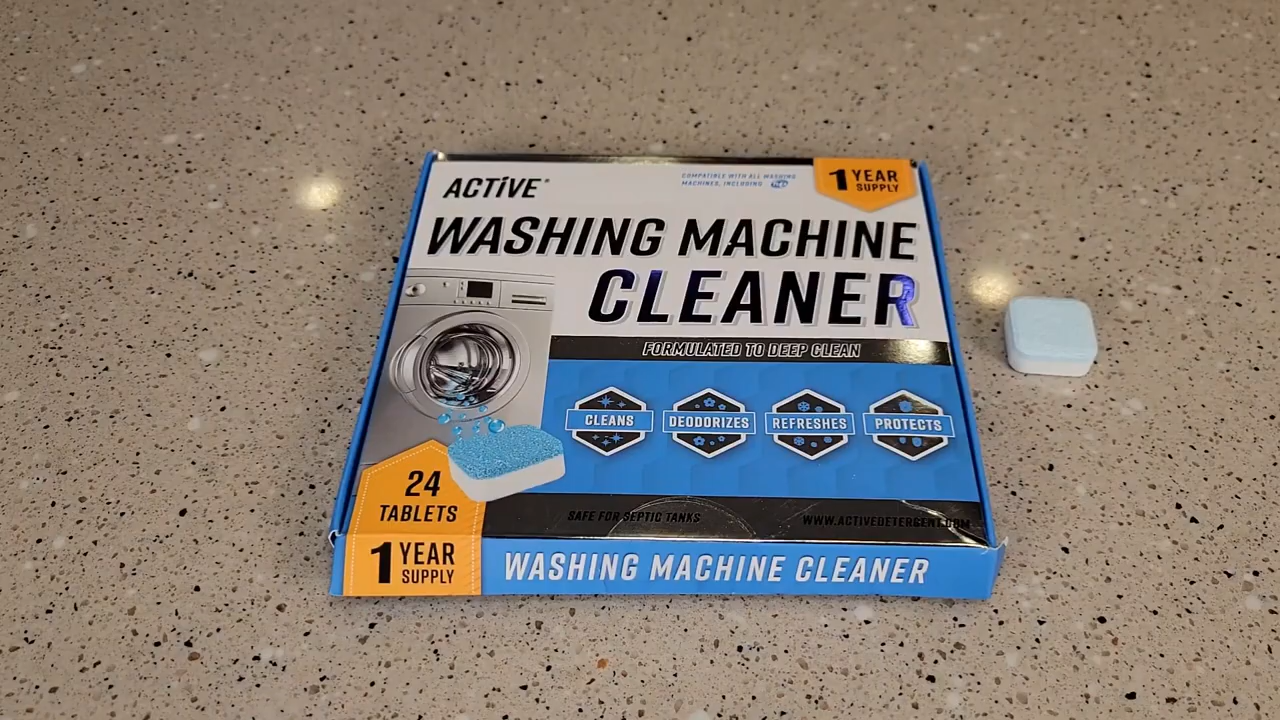 ACTIVE®
COMPATIBLE WITH ALL WASHING
MACHINES, INCLUDING he
1 YEAR
SUPPLY
WASHING MACHINE
CLEANER
FORMULATED TO DEEP CLEAN
CLEANS
DEODORIZES
REFRESHES
PROTECTS
24
TABLETS
SAFE FOR SEPTIC TANKS
WWW.ACTIVEDETERGENT.COM
1 YEAR
SUPPLY
WASHING MACHINE CLEANER